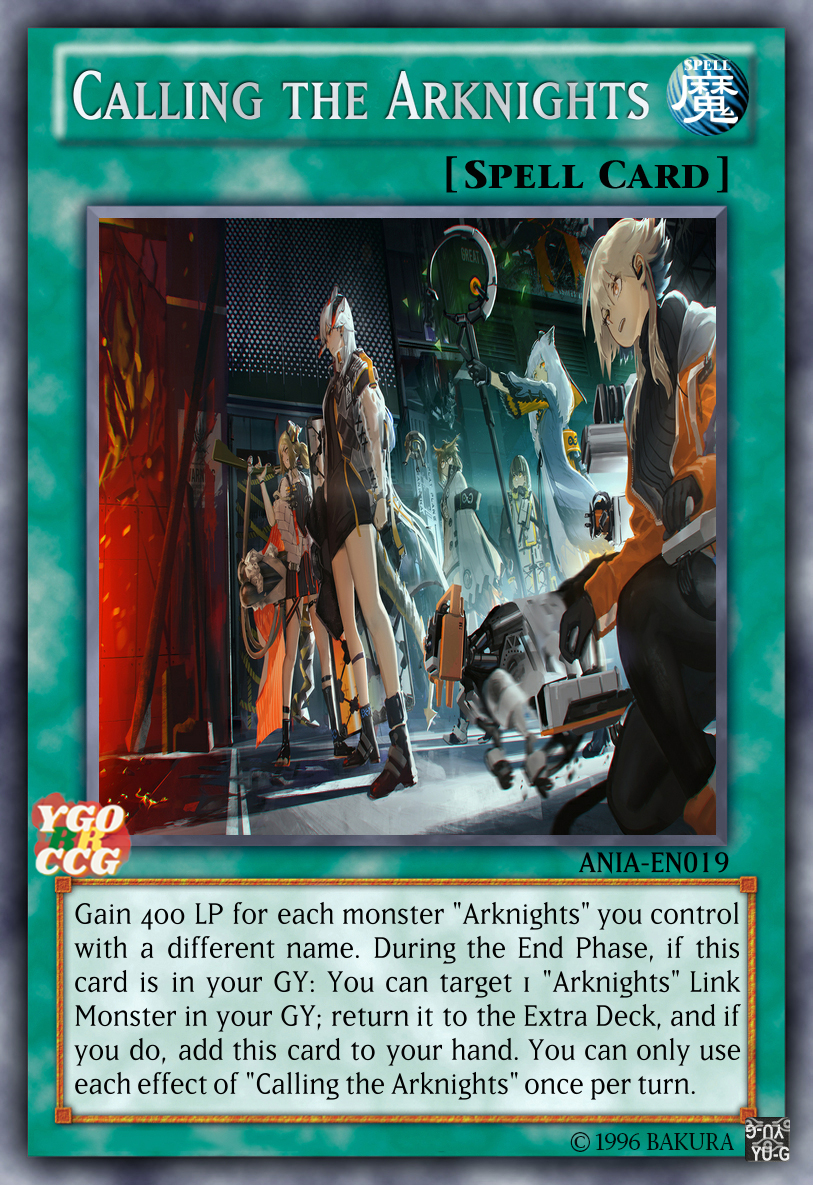 CALLING THE ARKNIGHTS
SPELL
魔
[SPELL CARD]
GREAT
YGO
BR
CCG
ANIA-EN019
Gain 400 LP for each monster "Arknights" you control
with a different name. During the End Phase, if this
card is in your GY: You can target 1 "Arknights" Link
Monster in your GY; return it to the Extra Deck, and if
you do, add this card to your hand. You can only use
each effect of "Calling the Arknights" once per turn.
© 1996 BAKURA
YU-G
YU-G